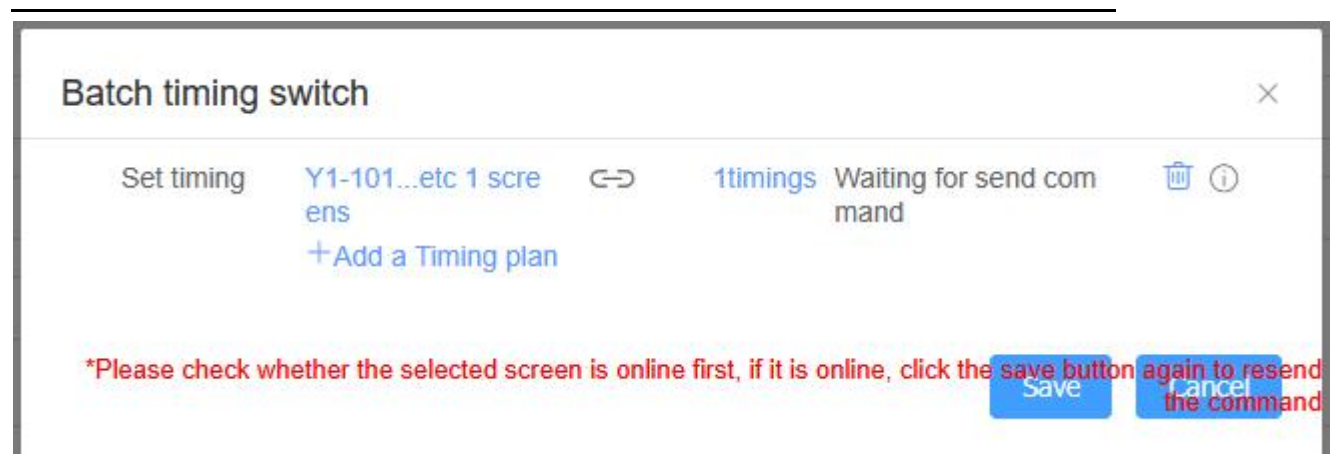 Batch timing switch
Set timing Y1-101...etc 1 scre 1timings Waiting for send com
ens mand
+Add a Timing plan
*Please check whether the selected screen is online first, if it is online, click the save button again to resend
Save Cancel
the command